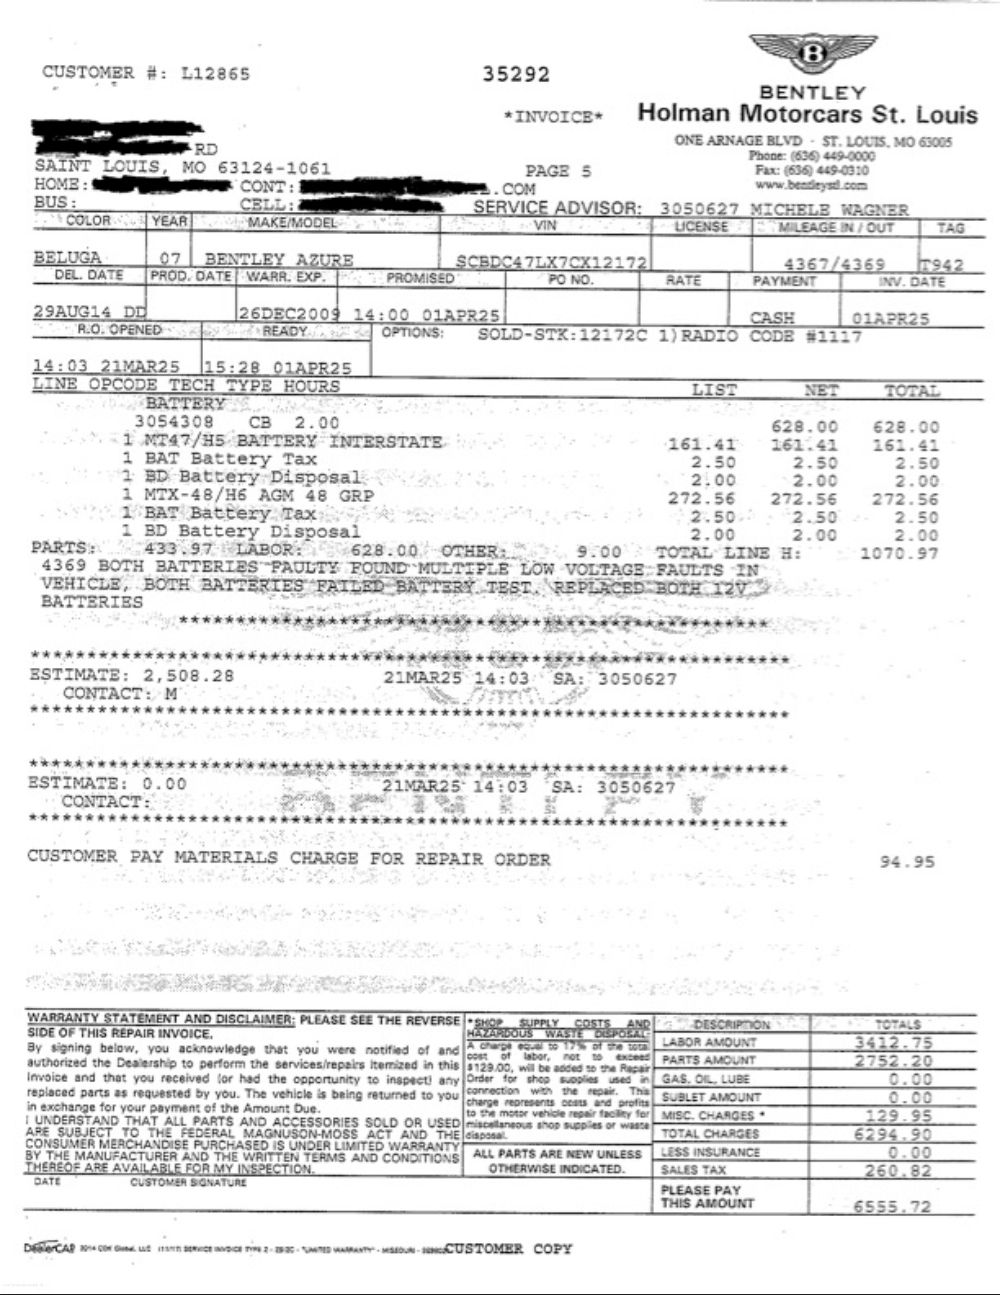 CUSTOMER #: L12865
35292
*INVOICE*
B
BENTLEY
Holman Motorcars St. Louis
ONE ARNAGE BLVD · ST. LOUIS, MO 63005
Phone: (636) 449-0000
Fax: (636) 449-0310
www.bentleystl.com
RD
SAINT LOUIS, MO 63124-1061
PAGE 5
HOME: CONT: .COM
BUS: CELL:
SERVICE ADVISOR: 3050627 MICHELE WAGNER
COLOR YEAR MAKE/MODEL VIN LICENSE MILEAGE IN / OUT TAG
BELUGA 07 BENTLEY AZURE SCBDC47LX7CX12172 4367/4369 T942
DEL. DATE PROD. DATE WARR. EXP. PROMISED PO NO. RATE PAYMENT INV. DATE
29AUG14 DD 26DEC2009 14:00 01APR25 CASH 01APR25
R.O. OPENED READY OPTIONS: SOLD-STK:12172C 1)RADIO CODE #1117
14:03 21MAR25 15:28 01APR25
LINE OPCODE TECH TYPE HOURS LIST NET TOTAL
BATTERY
3054308 CB 2.00 628.00 628.00
1 MT47/H5 BATTERY INTERSTATE 161.41 161.41 161.41
1 BAT Battery Tax 2.50 2.50 2.50
1 BD Battery Disposal 2.00 2.00 2.00
1 MTX-48/H6 AGM 48 GRP 272.56 272.56 272.56
1 BAT Battery Tax 2.50 2.50 2.50
1 BD Battery Disposal 2.00 2.00 2.00
PARTS: 433.97 LABOR: 628.00 OTHER: 9.00 TOTAL LINE H: 1070.97
4369 BOTH BATTERIES FAULTY FOUND MULTIPLE LOW VOLTAGE FAULTS IN
VEHICLE, BOTH BATTERIES FAILED BATTERY TEST, REPLACED BOTH 12V
BATTERIES
ESTIMATE: 2,508.28 21MAR25 14:03 SA: 3050627
CONTACT: M
ESTIMATE: 0.00 21MAR25 14:03 SA: 3050627
CONTACT:
BENTLEY
CUSTOMER PAY MATERIALS CHARGE FOR REPAIR ORDER 94.95
WARRANTY STATEMENT AND DISCLAIMER: PLEASE SEE THE REVERSE
SIDE OF THIS REPAIR INVOICE.
By signing below, you acknowledge that you were notified of and
authorized the Dealership to perform the services/repairs itemized in this
Invoice and that you received (or had the opportunity to inspect) any
replaced parts as requested by you. The vehicle is being returned to you
in exchange for your payment of the Amount Due.
I UNDERSTAND THAT ALL PARTS AND ACCESSORIES SOLD OR USED
ARE SUBJECT TO THE FEDERAL MAGNUSON-MOSS ACT AND THE
CONSUMER MERCHANDISE PURCHASED IS UNDER LIMITED WARRANTY
BY THE MANUFACTURER AND THE WRITTEN TERMS AND CONDITIONS
THEREOF ARE AVAILABLE FOR MY INSPECTION.
DATE CUSTOMER SIGNATURE
*SHOP SUPPLY COSTS AND
HAZARDOUS WASTE DISPOSAL:
A charge equal to 17% of the total
cost of labor, not to exceed
$129.00, will be added to the Repair
Order for shop supplies used in
connection with the repair. This
charge represents costs and profits
to the motor vehicle repair facility for
miscellaneous shop supplies or waste
disposal.
ALL PARTS ARE NEW UNLESS
OTHERWISE INDICATED.
DESCRIPTION TOTALS
LABOR AMOUNT 3412.75
PARTS AMOUNT 2752.20
GAS, OIL, LUBE 0.00
SUBLET AMOUNT 0.00
MISC. CHARGES * 129.95
TOTAL CHARGES 6294.90
LESS INSURANCE 0.00
SALES TAX 260.82
PLEASE PAY
THIS AMOUNT 6555.72
DealerCAP 2014 CDK Global, LLC (11/17) SERVICE INVOICE TYPE 2 - "LIMITED WARRANTY" - MISSOURI - CUSTOMER COPY